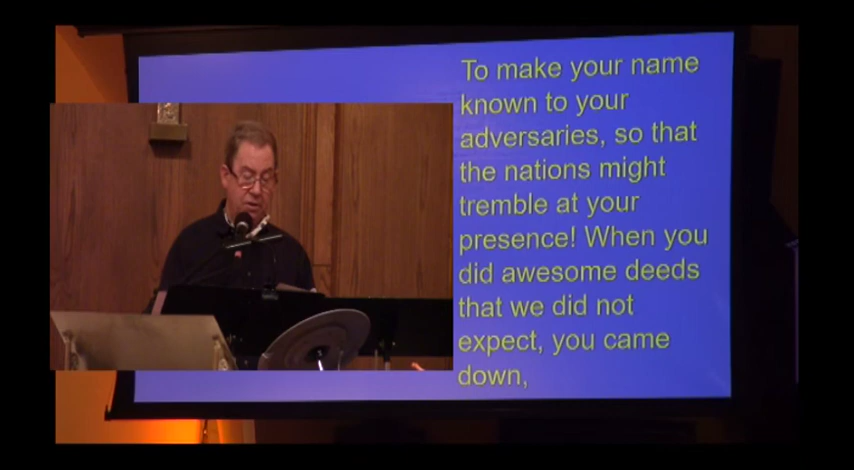 To make your name
known to your
adversaries, so that
the nations might
tremble at your
presence! When you
did awesome deeds
that we did not
expect, you came
down,